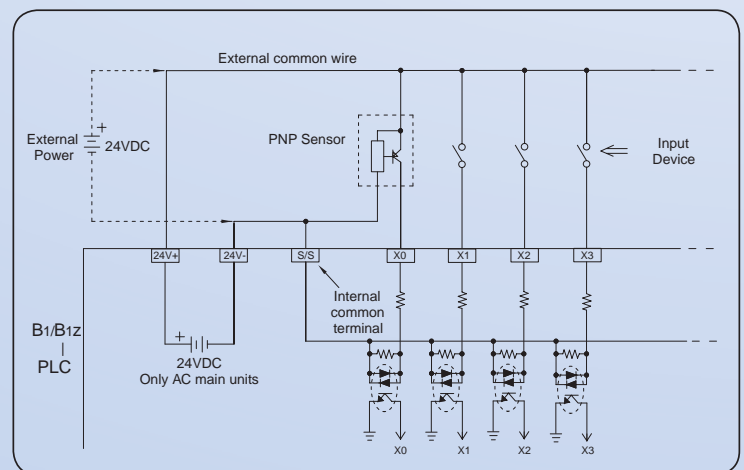 External common wire
PNP Sensor
External
Power
+
24VDC
Input
Device
24V+
24V-
S/S
X0
X1
X2
X3
Internal
common
terminal
B1/B1z
PLC
+
24VDC
Only AC main units
X0
X1
X2
X3